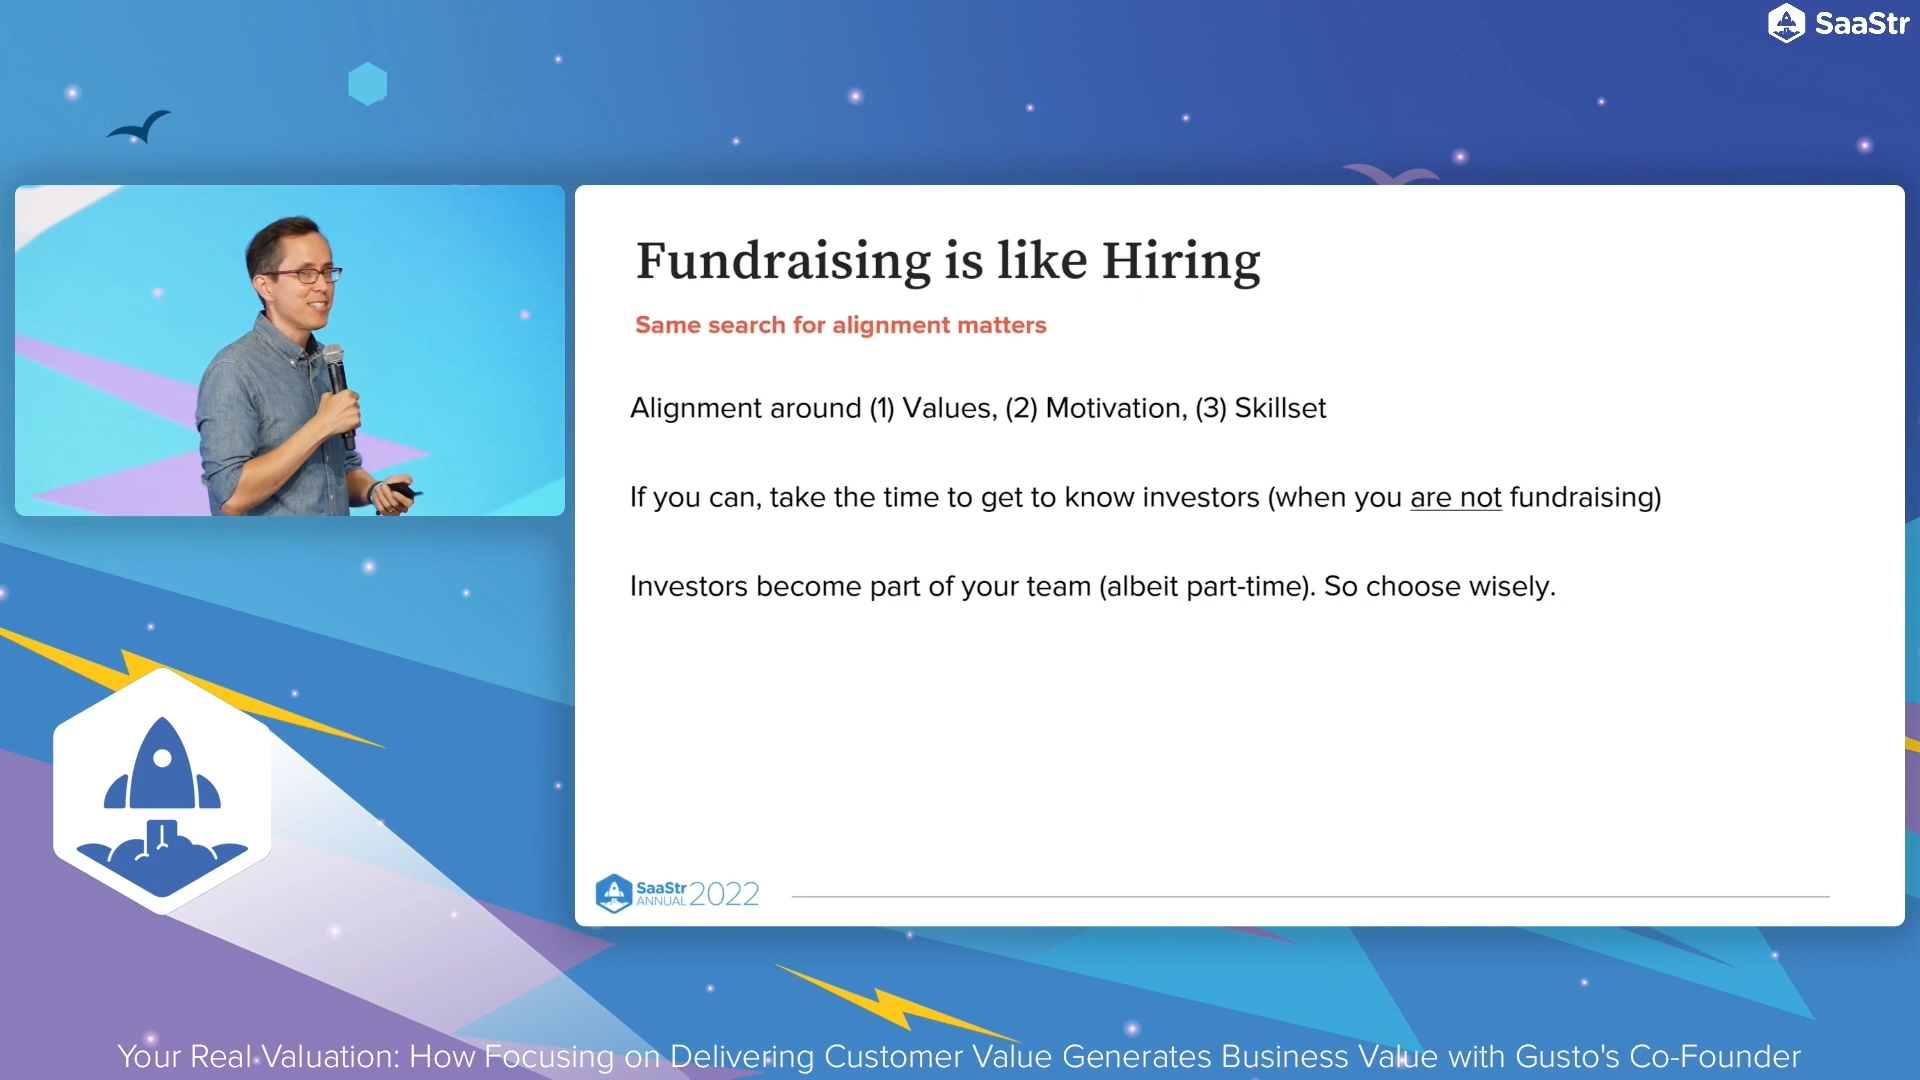 SaaStr
Fundraising is like Hiring
Same search for alignment matters
Alignment around (1) Values, (2) Motivation, (3) Skillset
If you can, take the time to get to know investors (when you are not fundraising)
Investors become part of your team (albeit part-time). So choose wisely.
SaaStr
ANNUAL 2022
Your Real Valuation: How Focusing on Delivering Customer Value Generates Business Value with Gusto's Co-Founder